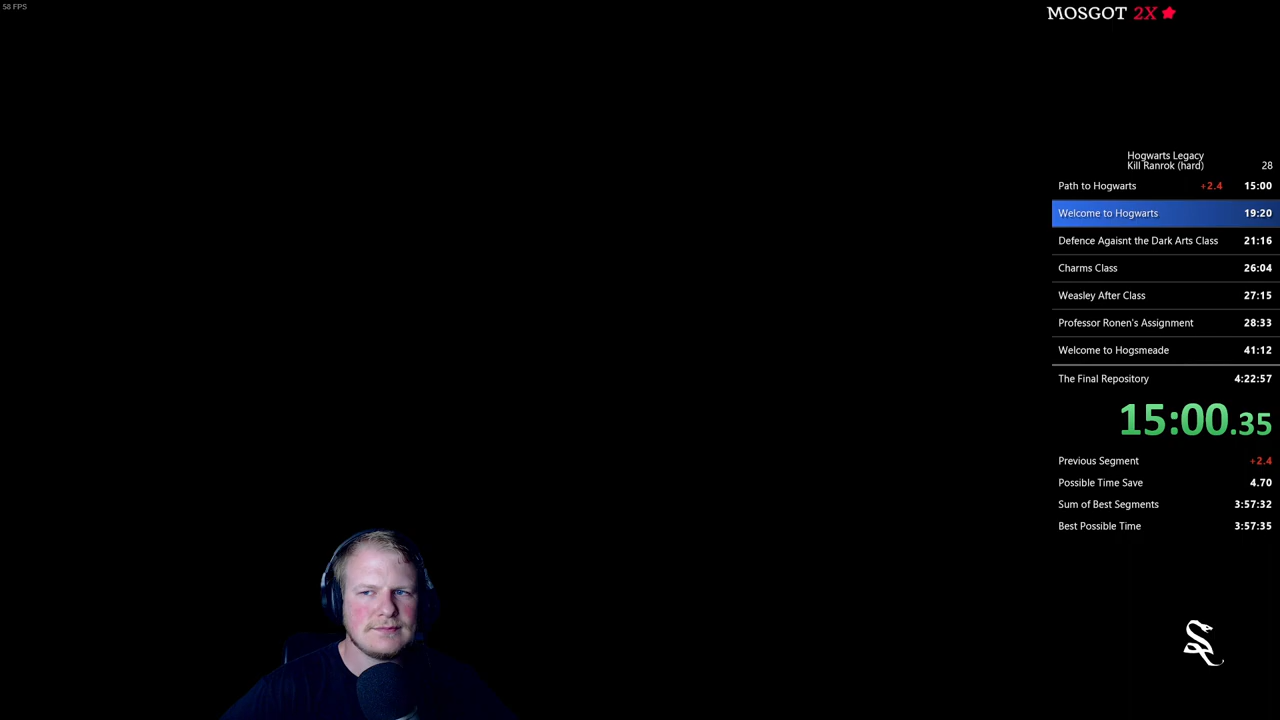 58 FPS
MOSGOT 2X
Hogwarts Legacy
Kill Ranrok (hard) 28
Path to Hogwarts +2.4 15:00
Welcome to Hogwarts 19:20
Defence Agaisnt the Dark Arts Class 21:16
Charms Class 26:04
Weasley After Class 27:15
Professor Ronen's Assignment 28:33
Welcome to Hogsmeade 41:12
The Final Repository 4:22:57
15:00.35
Previous Segment +2.4
Possible Time Save 4.70
Sum of Best Segments 3:57:32
Best Possible Time 3:57:35